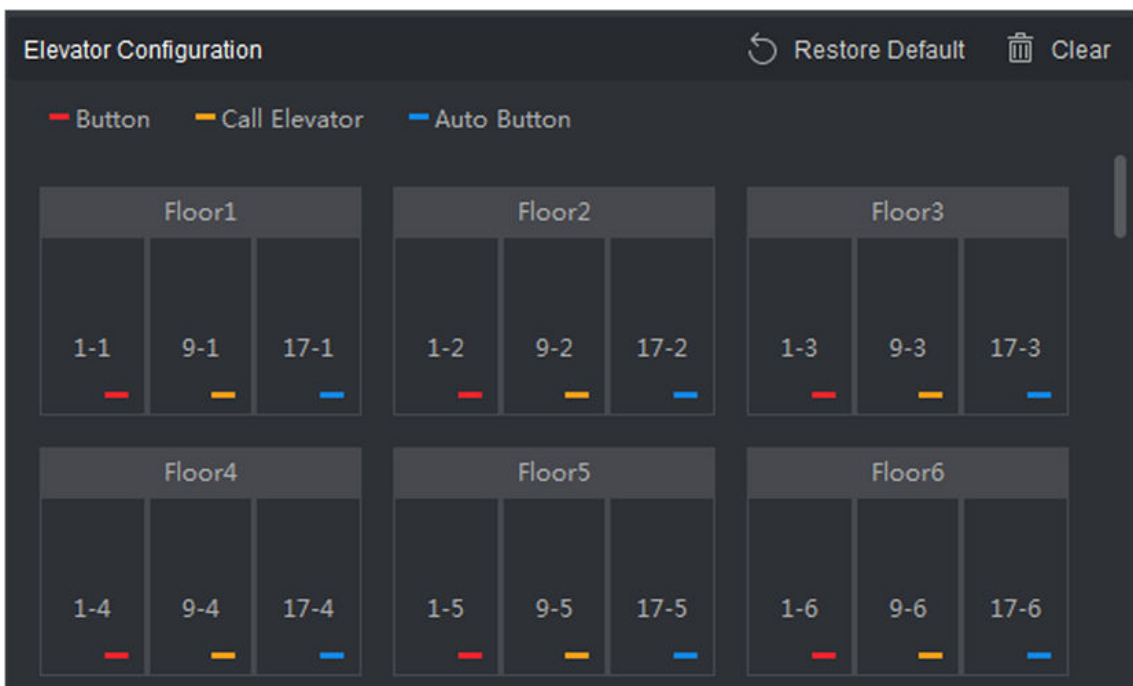 Elevator Configuration Restore Default Clear
Button Call Elevator Auto Button
Floor1 Floor2 Floor3
1-1 9-1 17-1 1-2 9-2 17-2 1-3 9-3 17-3
Floor4 Floor5 Floor6
1-4 9-4 17-4 1-5 9-5 17-5 1-6 9-6 17-6